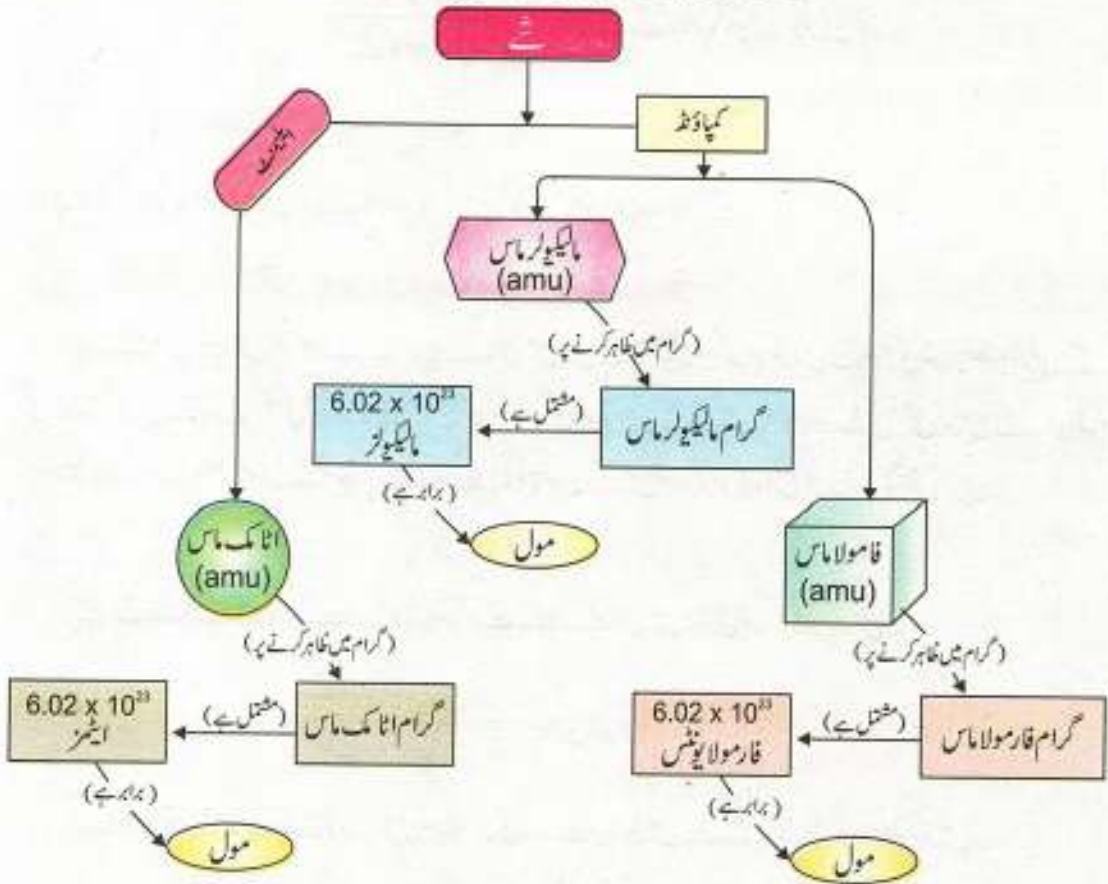 شے
ایلیمنٹ
کمپاؤنڈ
مالیکیولر ماس
(amu)
(گرام میں ظاہر کرنے پر)
گرام مالیکیولر ماس
(مشتمل ہے)
6.02 x 10²³
مالیکیولز
(برابر ہے)
مول
اٹامک ماس
(amu)
(گرام میں ظاہر کرنے پر)
گرام اٹامک ماس
(مشتمل ہے)
6.02 x 10²³
ایٹمز
(برابر ہے)
مول
فامولا ماس
(amu)
(گرام میں ظاہر کرنے پر)
گرام فارمولا ماس
(مشتمل ہے)
6.02 x 10²³
فارمولا یونٹس
(برابر ہے)
مول